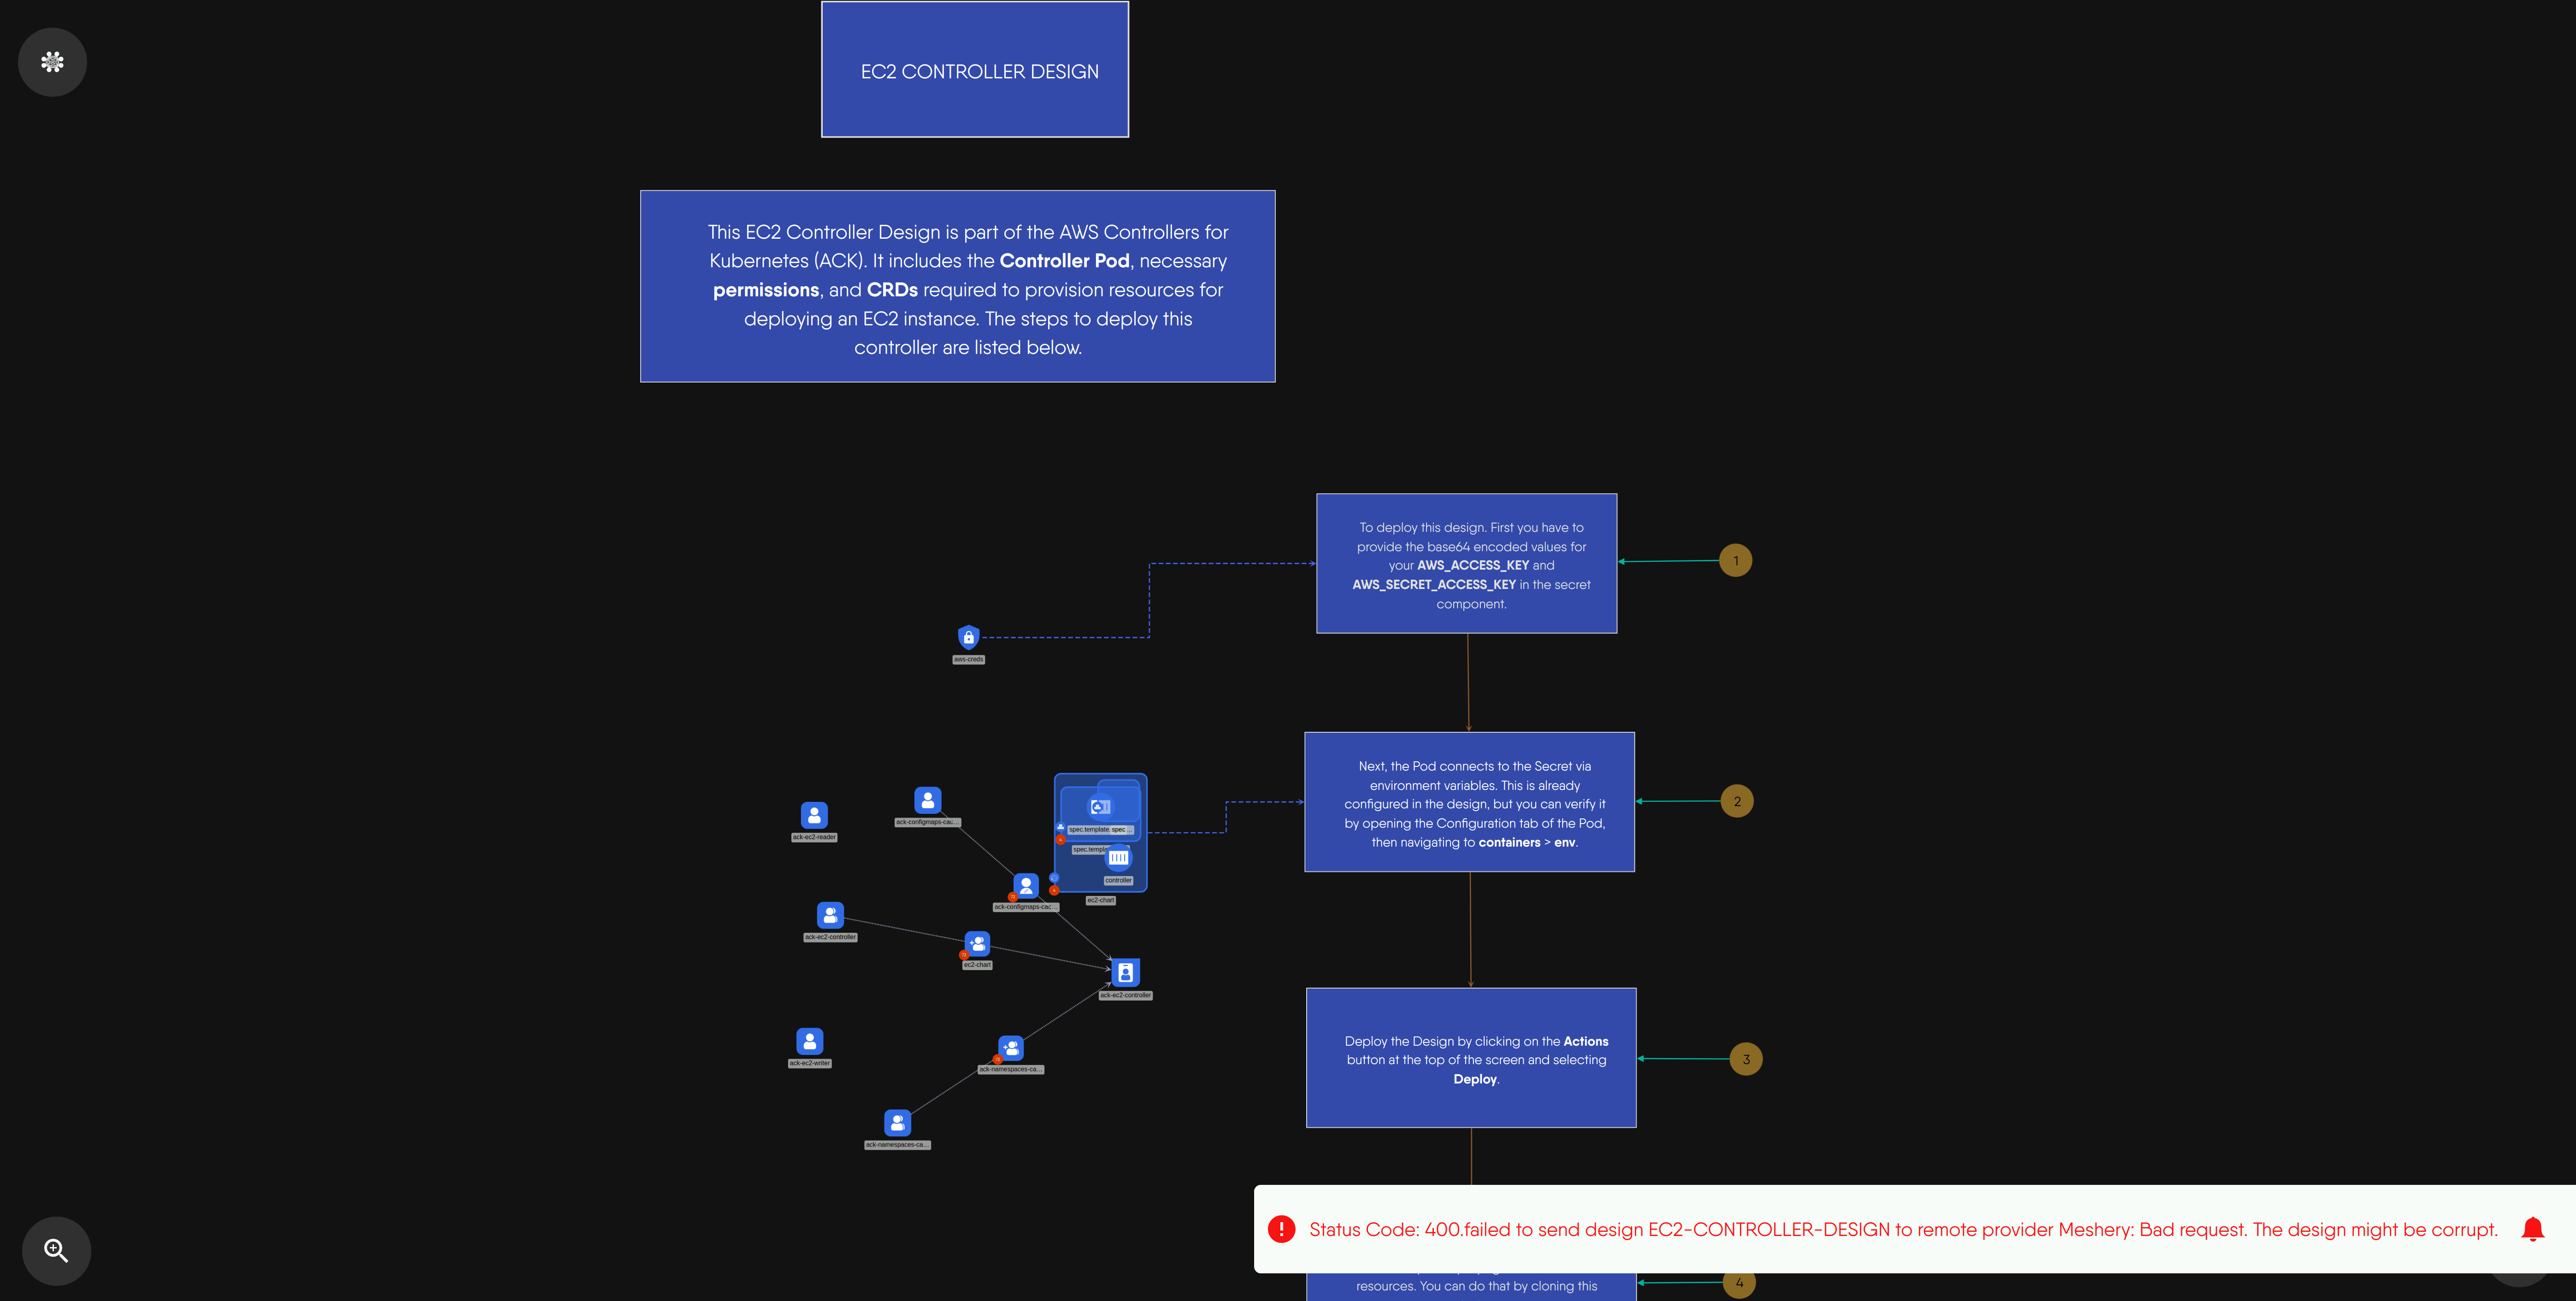 EC2 CONTROLLER DESIGN
This EC2 Controller Design is part of the AWS Controllers for
Kubernetes (ACK). It includes the Controller Pod, necessary
permissions, and CRDs required to provision resources for
deploying an EC2 instance. The steps to deploy this
controller are listed below.
To deploy this design. First you have to
provide the base64 encoded values for
your AWS_ACCESS_KEY and
AWS_SECRET_ACCESS_KEY in the secret
component.
1
aws-creds
Next, the Pod connects to the Secret via
environment variables. This is already
configured in the design, but you can verify it
by opening the Configuration tab of the Pod,
then navigating to containers > env.
2
ack-ec2-reader
ack-configmaps-cac...
spec.template.
spec ...
spec.templa
controller
ec2-chart
ack-configmaps-cac...
ack-ec2-controller
ec2-chart
ack-ec2-controller
ack-ec2-writer
ack-namespaces-ca...
ack-namespaces-ca...
Deploy the Design by clicking on the Actions
button at the top of the screen and selecting
Deploy.
3
Status Code: 400.failed to send design EC2-CONTROLLER-DESIGN to remote provider Meshery: Bad request. The design might be corrupt.
resources. You can do that by cloning this
4